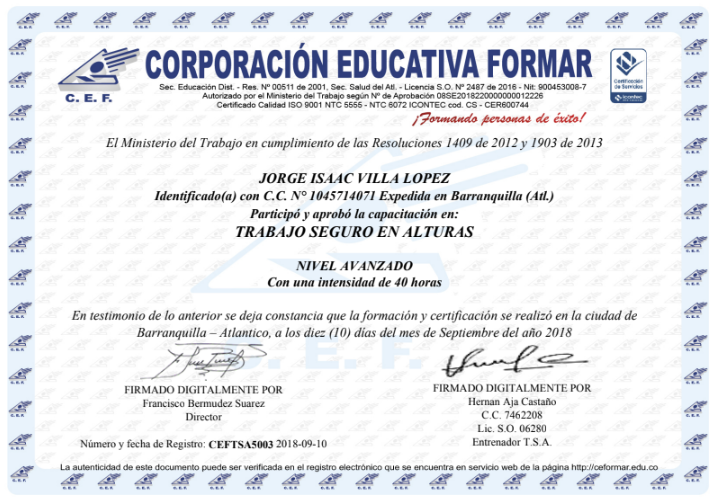 C. E. F.
CORPORACIÓN EDUCATIVA FORMAR
Sec. Educación Dist. - Res. Nº 00511 de 2001, Sec. Salud del Atl. - Licencia S.O. Nº 2487 de 2016 - Nit: 900453008-7
Autorizado por el Ministerio del Trabajo según Nº de Aprobación 08SE2018220000000012226
Certificado Calidad ISO 9001 NTC 5555 - NTC 6072 ICONTEC cod. CS - CER600744
Certificación
de Servicios
¡Formando personas de éxito!
El Ministerio del Trabajo en cumplimiento de las Resoluciones 1409 de 2012 y 1903 de 2013
JORGE ISAAC VILLA LOPEZ
Identificado(a) con C.C. N° 1045714071 Expedida en Barranquilla (Atl.)
Participó y aprobó la capacitación en:
TRABAJO SEGURO EN ALTURAS
NIVEL AVANZADO
Con una intensidad de 40 horas
En testimonio de lo anterior se deja constancia que la formación y certificación se realizó en la ciudad de
Barranquilla – Atlantico, a los diez (10) días del mes de Septiembre del año 2018
C. E. F.
FIRMADO DIGITALMENTE POR
Francisco Bermudez Suarez
Director
FIRMADO DIGITALMENTE POR
Hernan Aja Castaño
C.C. 7462208
Lic. S.O. 06280
Entrenador T.S.A.
Número y fecha de Registro: CEFTSA5003 2018-09-10
La autenticidad de este documento puede ser verificada en el registro electrónico que se encuentra en servicio web de la página http://ceformar.edu.co